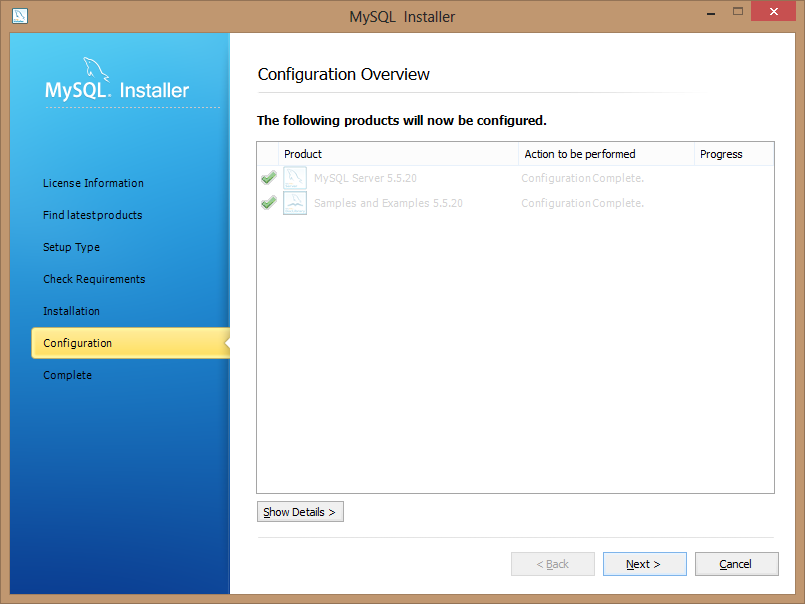 MySQL Installer
MySQL. Installer
License Information
Find latest products
Setup Type
Check Requirements
Installation
Configuration
Complete
Configuration Overview
The following products will now be configured.
Product Action to be performed Progress
MySQL Server 5.5.20 Configuration Complete.
Samples and Examples 5.5.20 Configuration Complete.
Show Details >
< Back Next > Cancel